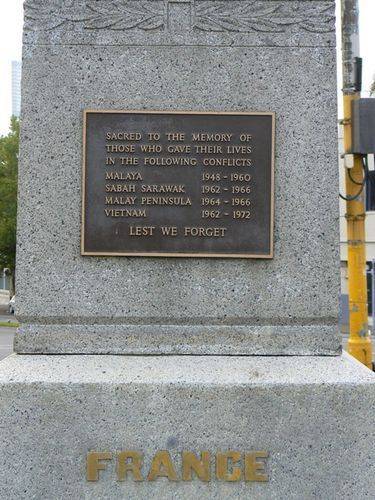 SACRED TO THE MEMORY OF
THOSE WHO GAVE THEIR LIVES
IN THE FOLLOWING CONFLICTS
MALAYA 1948 - 1960
SABAH SARAWAK 1962 - 1966
MALAY PENINSULA 1964 - 1966
VIETNAM 1962 - 1972
LEST WE FORGET
FRANCE